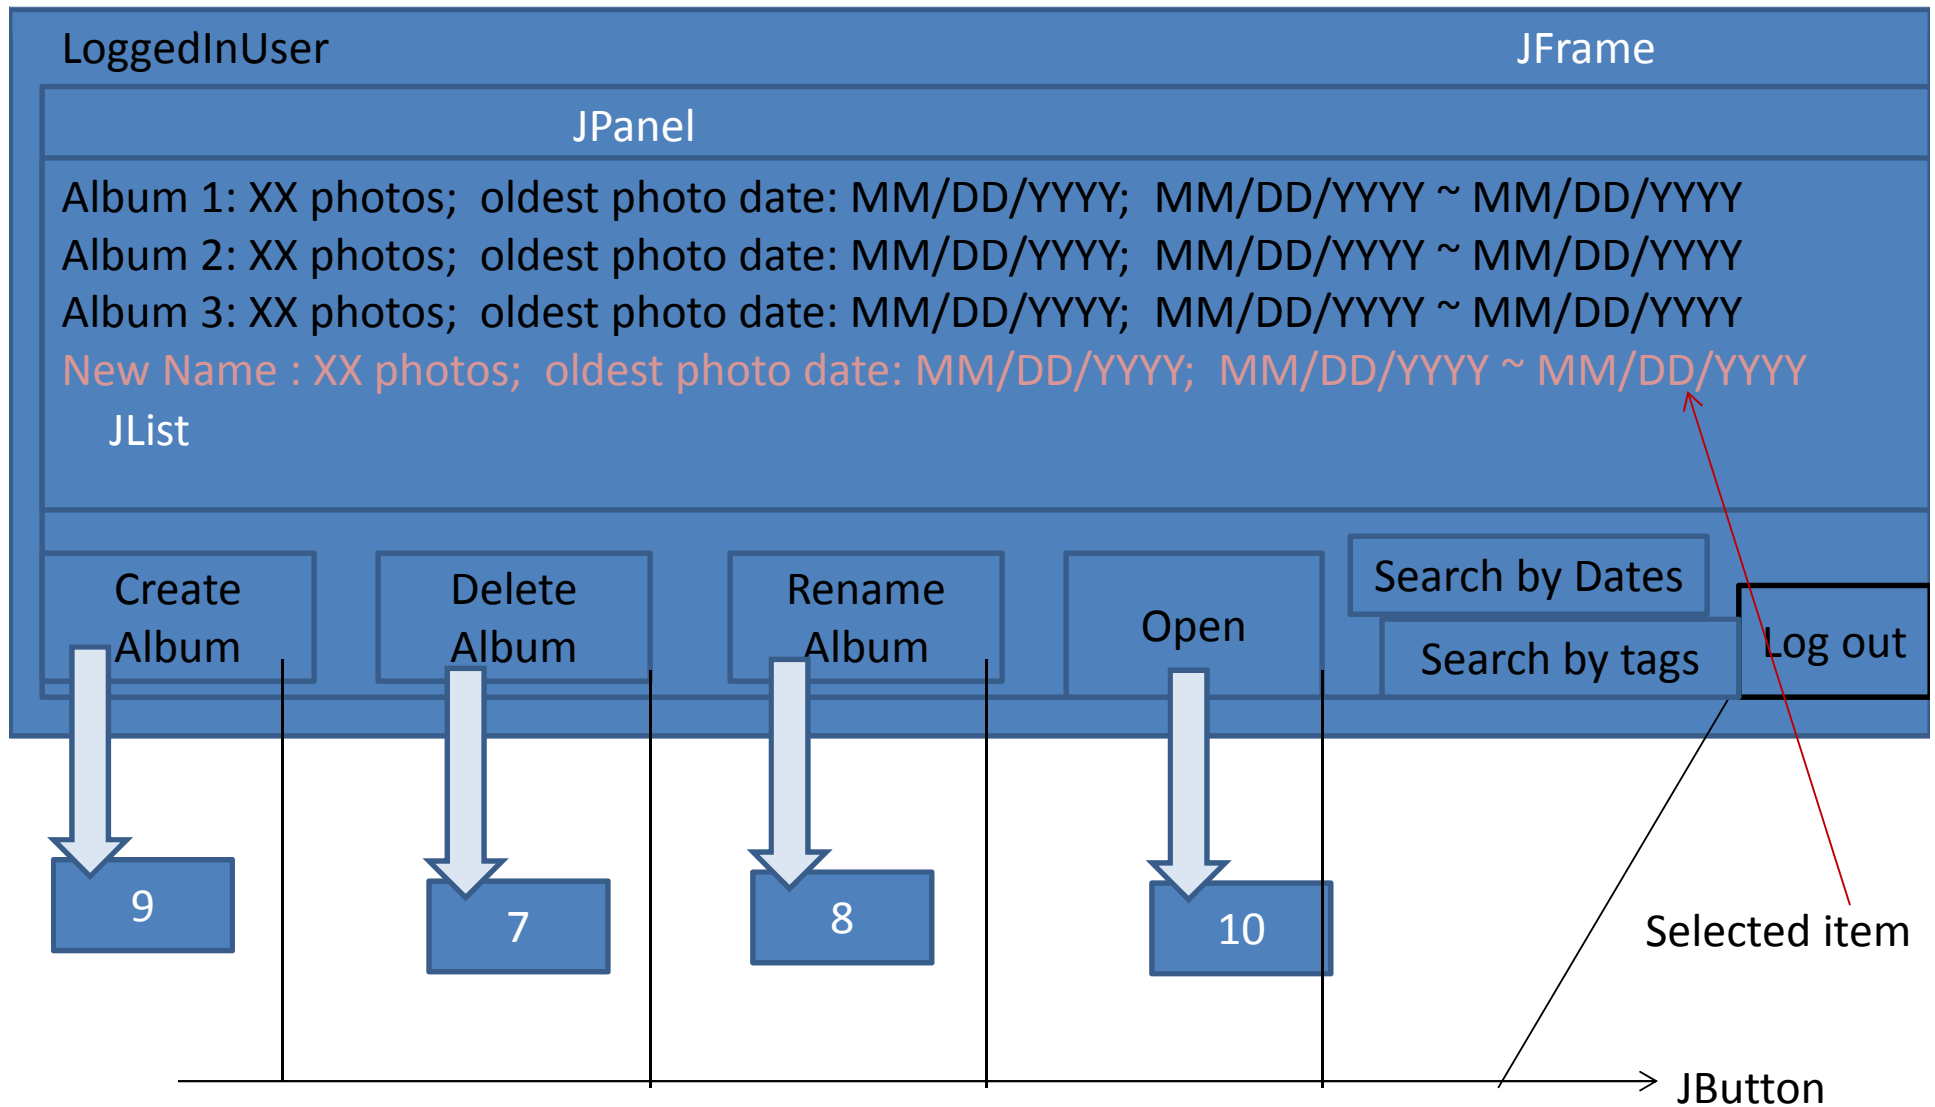 LoggedInUser
JFrame
JPanel
Album 1: XX photos;  oldest photo date: MM/DD/YYYY;  MM/DD/YYYY ~ MM/DD/YYYY
Album 2: XX photos;  oldest photo date: MM/DD/YYYY;  MM/DD/YYYY ~ MM/DD/YYYY
Album 3: XX photos;  oldest photo date: MM/DD/YYYY;  MM/DD/YYYY ~ MM/DD/YYYY
New Name : XX photos;  oldest photo date: MM/DD/YYYY;  MM/DD/YYYY ~ MM/DD/YYYY
JList
Create
Album
Delete
Album
Rename
Album
Open
Search by Dates
Search by tags
Log out
9
7
8
10
Selected item
JButton